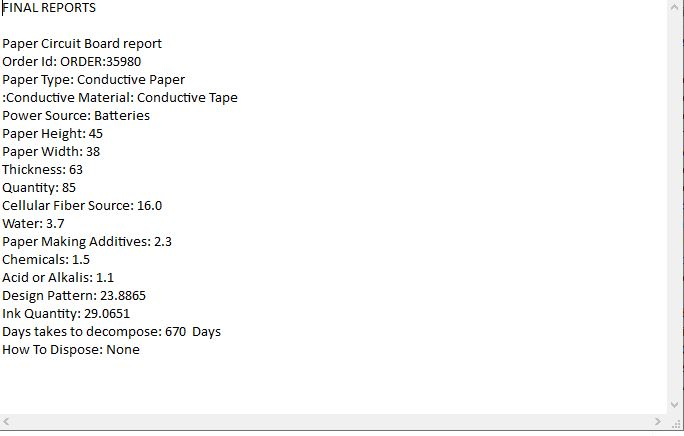 FINAL REPORTS
Paper Circuit Board report
Order Id: ORDER:35980
Paper Type: Conductive Paper
:Conductive Material: Conductive Tape
Power Source: Batteries
Paper Height: 45
Paper Width: 38
Thickness: 63
Quantity: 85
Cellular Fiber Source: 16.0
Water: 3.7
Paper Making Additives: 2.3
Chemicals: 1.5
Acid or Alkalis: 1.1
Design Pattern: 23.8865
Ink Quantity: 29.0651
Days takes to decompose: 670  Days
How To Dispose: None